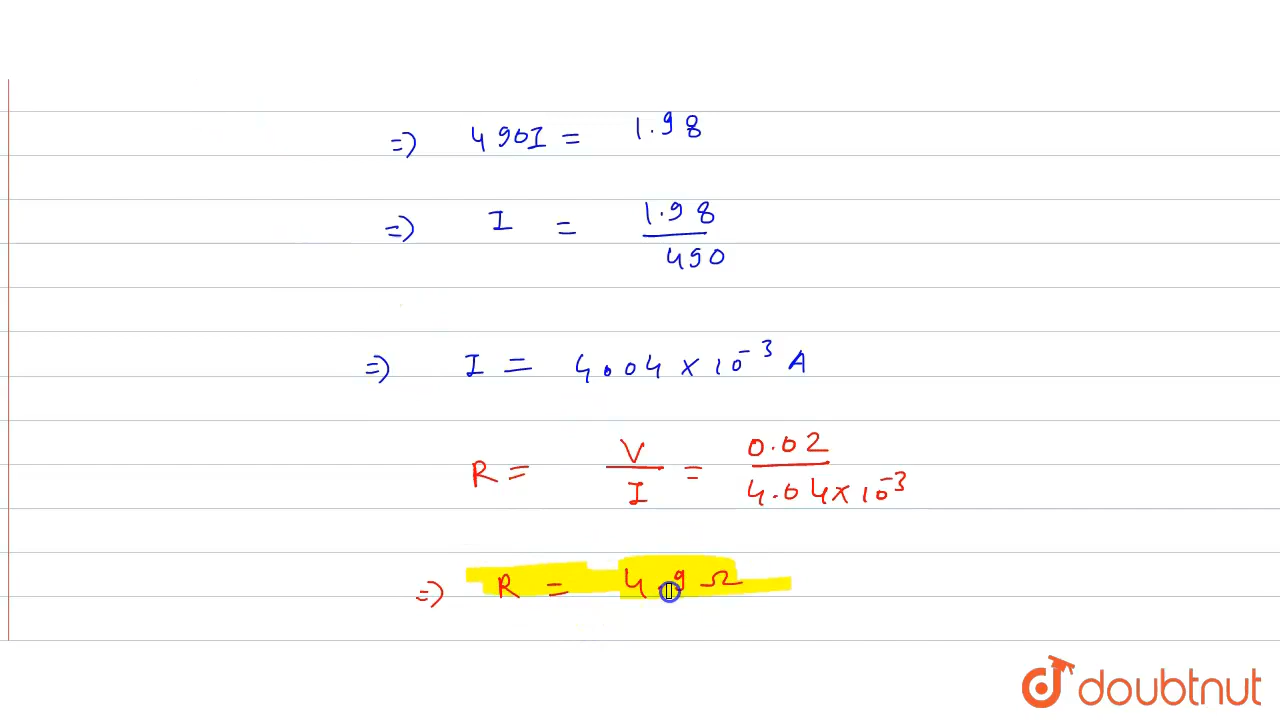 => 490I = 1.98
=> I = 1.98/490
=> I = 4.04 × 10⁻³ A
R = V/I = 0.02/4.04×10⁻³
=> R = 4.9 Ω
doubtnut